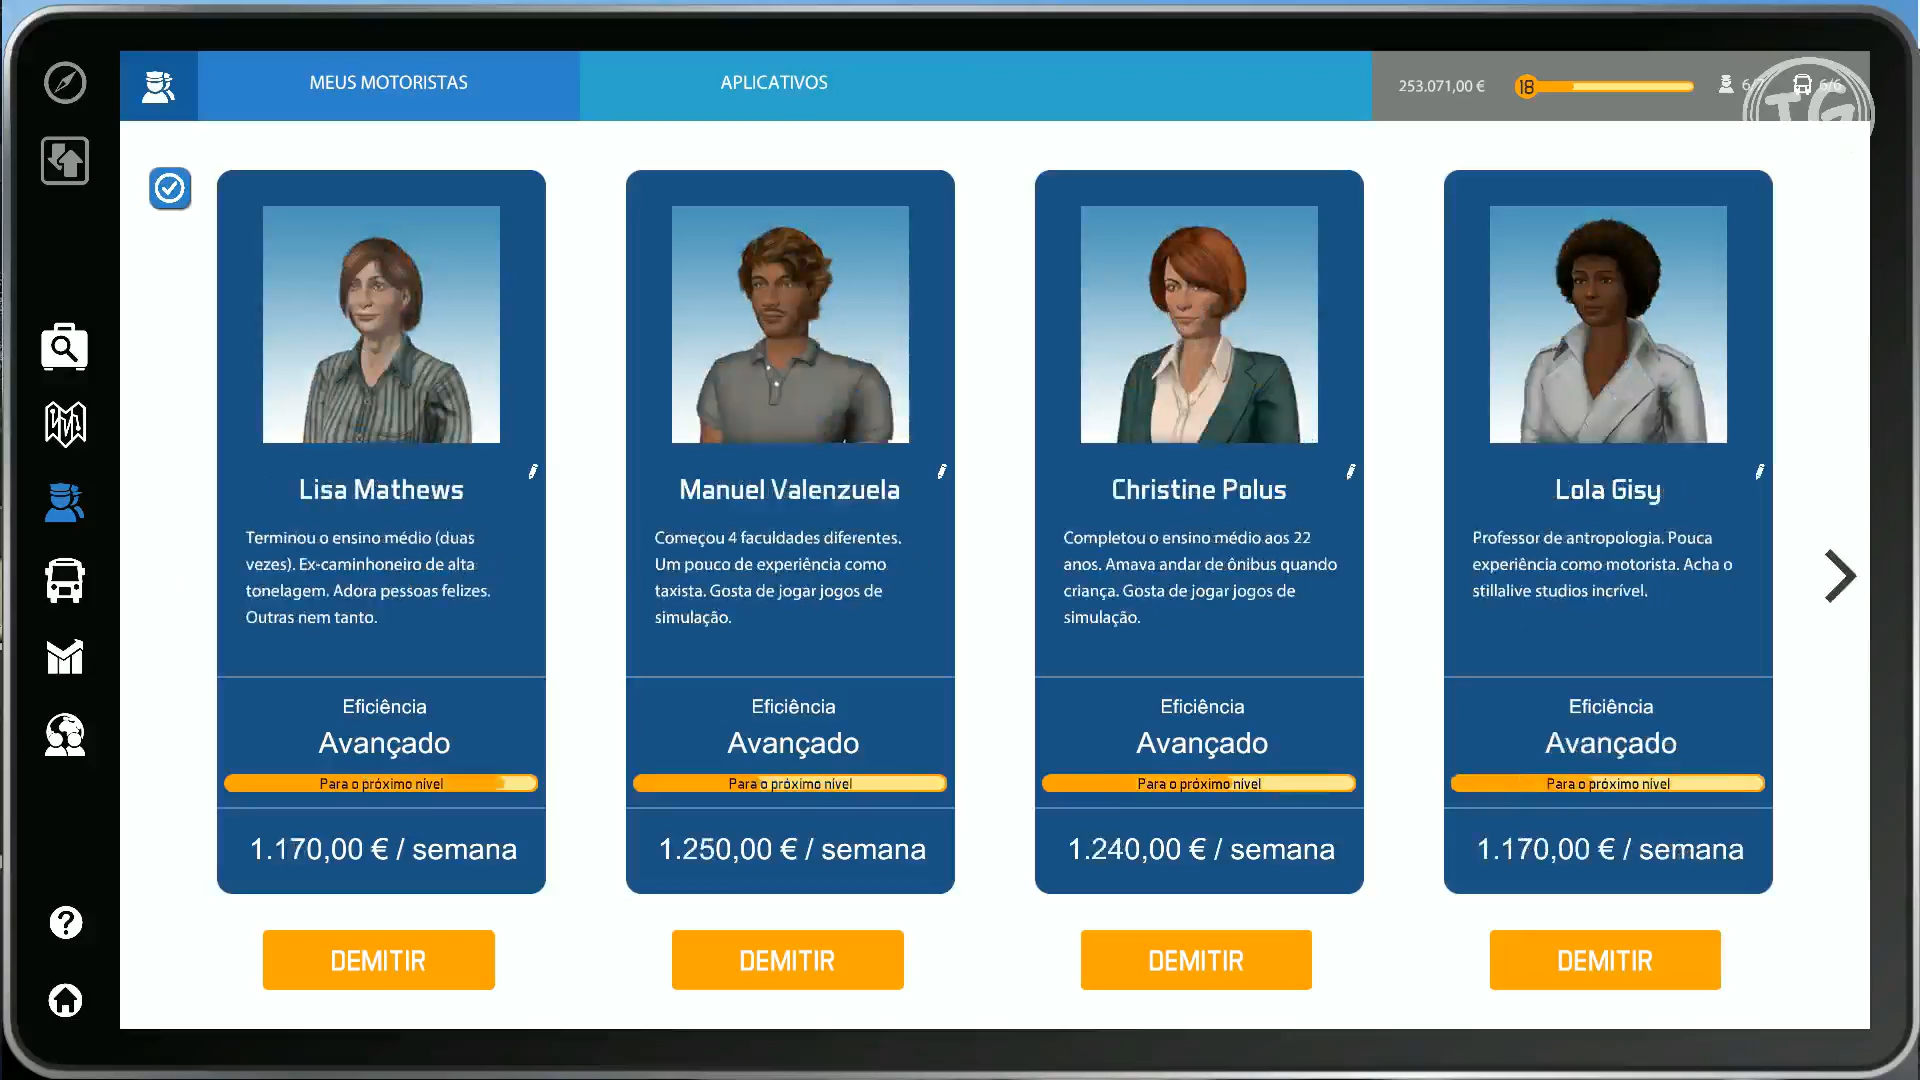 MEUS MOTORISTAS
APLICATIVOS
253.071,00 €
18
6/7
6/6
TG
Lisa Mathews
Terminou o ensino médio (duas
vezes). Ex-caminhoneiro de alta
tonelagem. Adora pessoas felizes.
Outras nem tanto.
Eficiência
Avançado
Para o próximo nível
1.170,00 € / semana
DEMITIR
Manuel Valenzuela
Começou 4 faculdades diferentes.
Um pouco de experiência como
taxista. Gosta de jogar jogos de
simulação.
Eficiência
Avançado
Para o próximo nível
1.250,00 € / semana
DEMITIR
Christine Polus
Completou o ensino médio aos 22
anos. Amava andar de ônibus quando
criança. Gosta de jogar jogos de
simulação.
Eficiência
Avançado
Para o próximo nível
1.240,00 € / semana
DEMITIR
Lola Gisy
Professor de antropologia. Pouca
experiência como motorista. Acha o
stillalive studios incrível.
Eficiência
Avançado
Para o próximo nível
1.170,00 € / semana
DEMITIR